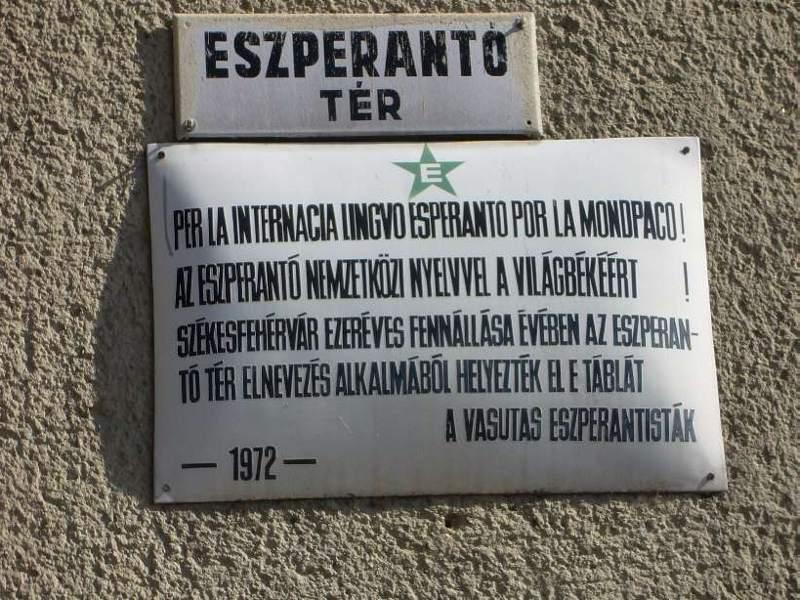 ESZPERANTÓ
TÉR
E
PER LA INTERNACIA LINGVO ESPERANTO POR LA MONDPACO!
AZ ESZPERANTÓ NEMZETKÖZI NYELVVEL A VILÁGBÉKÉÉRT !
SZÉKESFEHÉRVÁR EZERÉVES FENNÁLLÁSA ÉVÉBEN AZ ESZPERAN-
TÓ TÉR ELNEVEZÉS ALKALMÁBÓL HELYEZTÉK EL E TÁBLÁT
A VASUTAS ESZPERANTISTÁK
— 1972 —